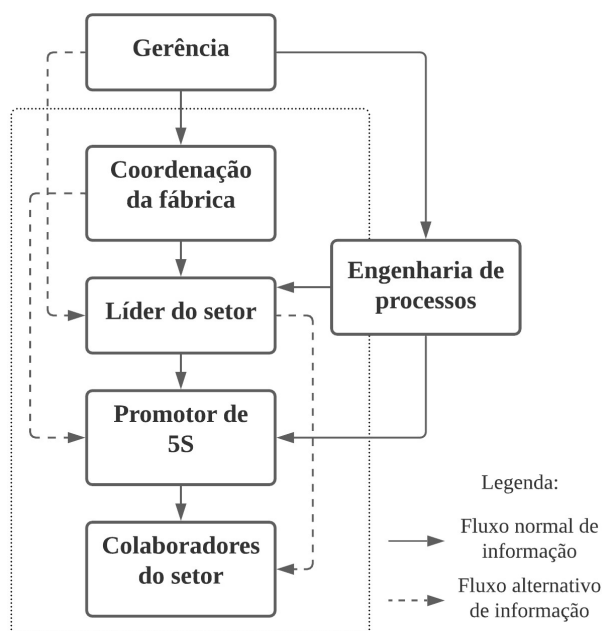 Gerência
Coordenação
da fábrica
Engenharia de
processos
Líder do setor
Promotor de
5S
Colaboradores
do setor
Legenda:
Fluxo normal de
informação
Fluxo alternativo
de informação